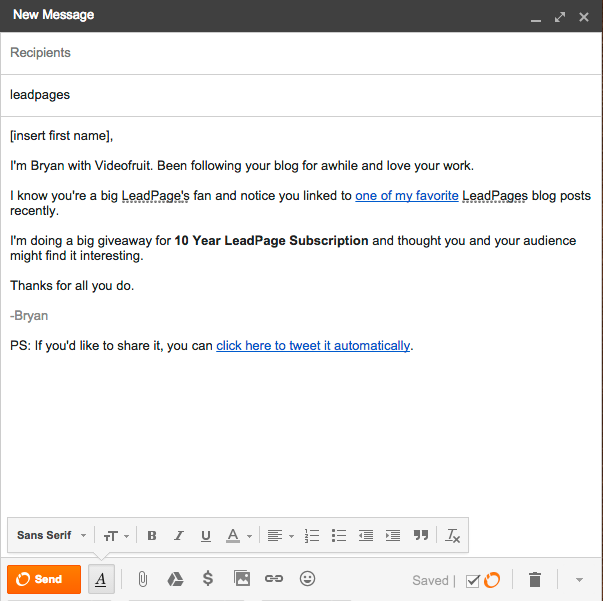 New Message
Recipients
leadpages
[insert first name],
I'm Bryan with Videofruit. Been following your blog for awhile and love your work.
I know you're a big LeadPage's fan and notice you linked to one of my favorite LeadPages blog posts
recently.
I'm doing a big giveaway for 10 Year LeadPage Subscription and thought you and your audience
might find it interesting.
Thanks for all you do.
-Bryan
PS: If you'd like to share it, you can click here to tweet it automatically.
Sans Serif
Send
Saved